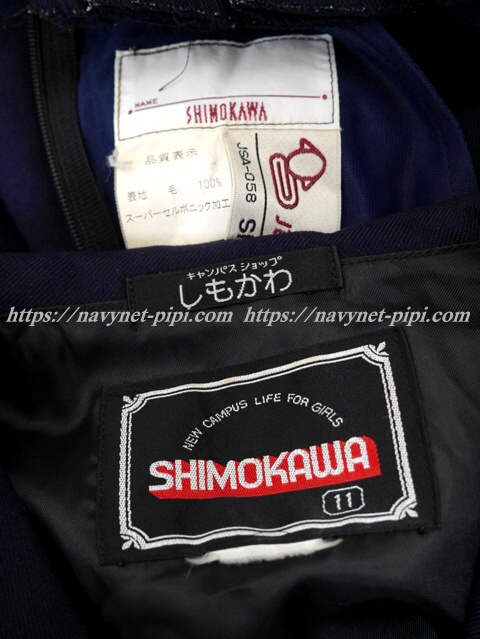 NAME
SHIMOKAWA
品質表示
表地 毛 100%
スーパーセルボニック加工
JSA-058
キャンパスショップ
しもかわ
https://navynet-pipi.com/ https://navynet-pipi.com/
NEW CAMPUS LIFE FOR GIRLS
SHIMOKAWA
11